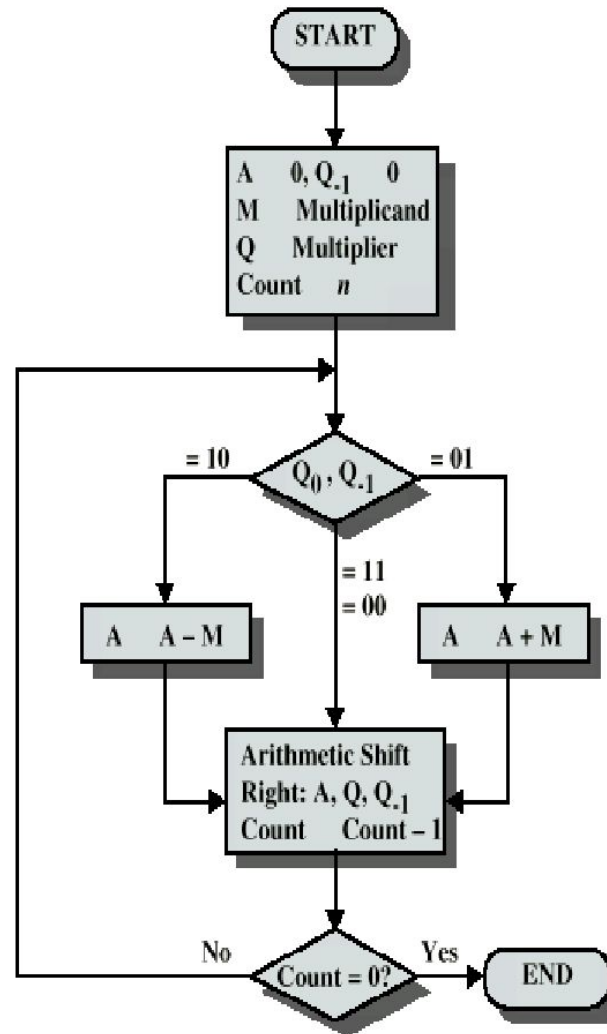 START
A 0, Q-1 0
M Multiplicand
Q Multiplier
Count n
= 10
Q0, Q-1
= 01
= 11
= 00
A A – M
A A + M
Arithmetic Shift
Right: A, Q, Q-1
Count Count – 1
No
Count = 0?
Yes
END